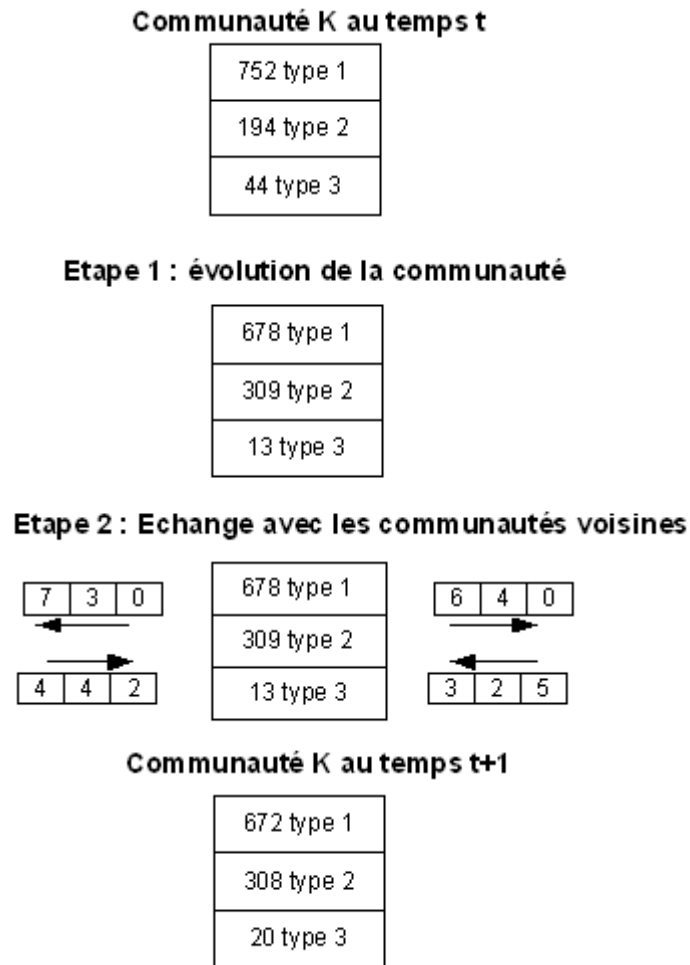 Communauté K au temps t
752 type 1
194 type 2
44 type 3
Etape 1 : évolution de la communauté
678 type 1
309 type 2
13 type 3
Etape 2 : Echange avec les communautés voisines
7 3 0
678 type 1
6 4 0
309 type 2
4 4 2
13 type 3
3 2 5
Communauté K au temps t+1
672 type 1
308 type 2
20 type 3